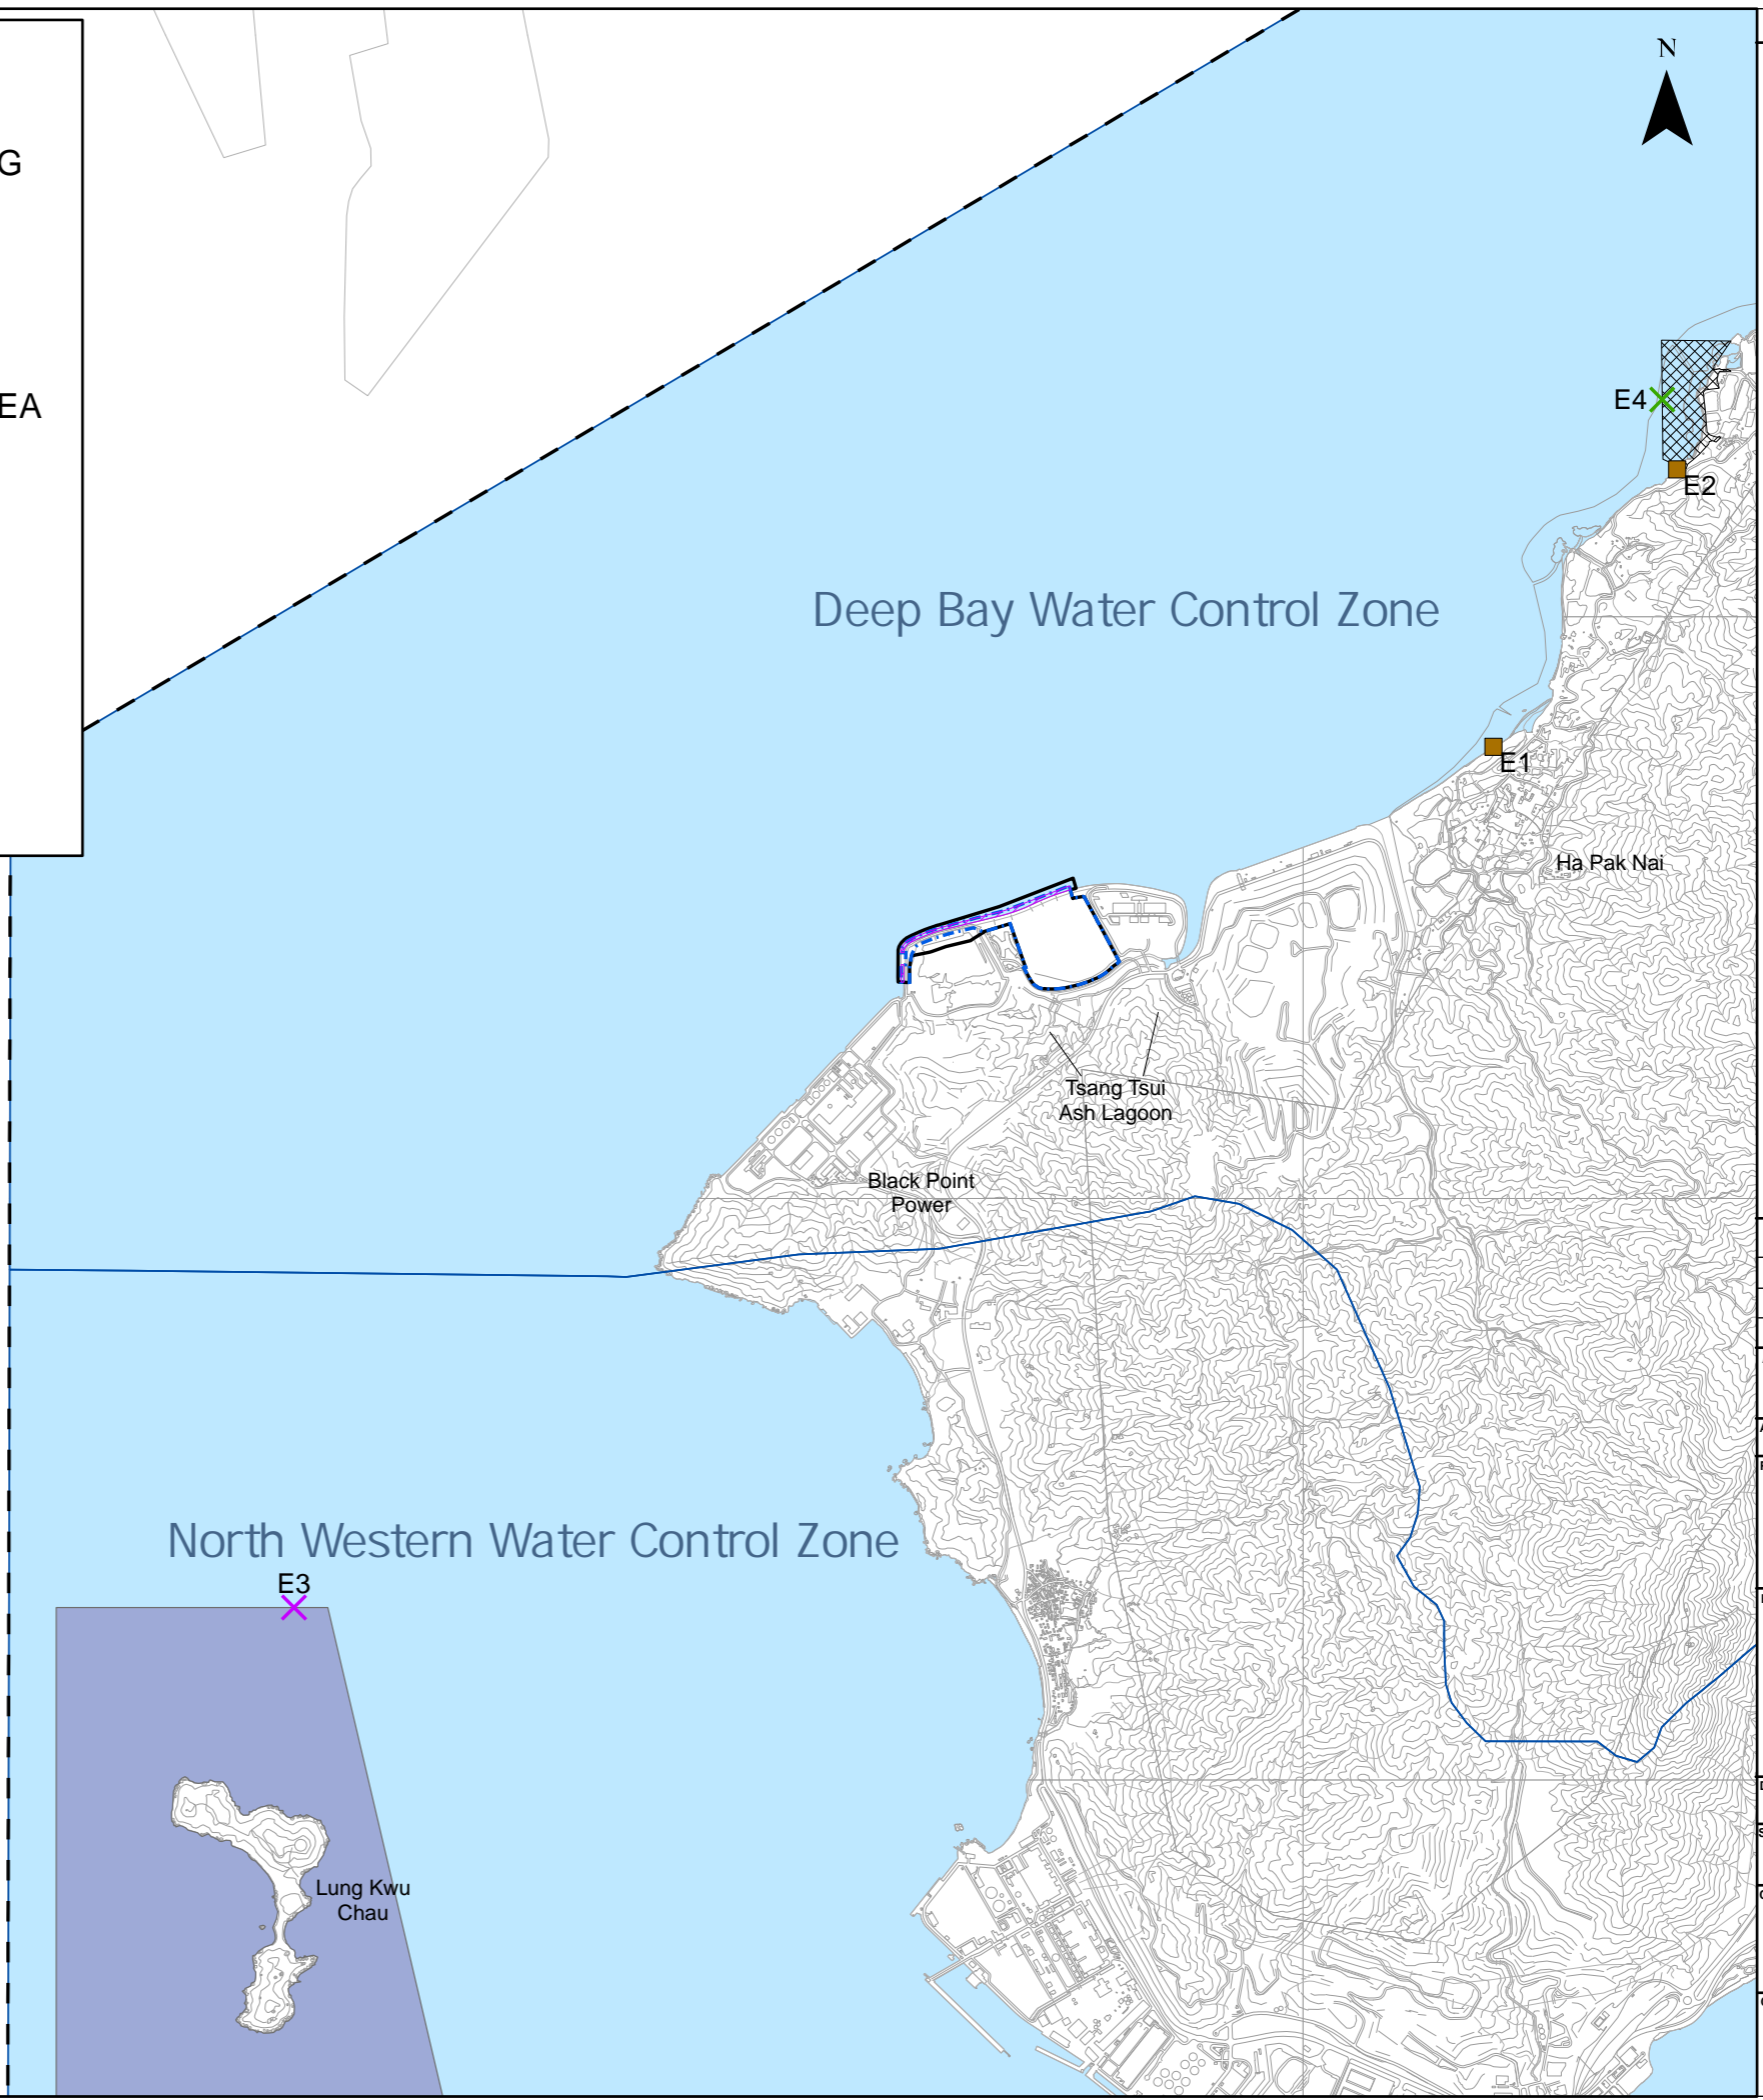 N
G
EA
E4
E2
Deep Bay Water Control Zone
E1
Ha Pak Nai
Tsang Tsui
Ash Lagoon
Black Point
Power
North Western Water Control Zone
E3
Lung Kwu
Chau